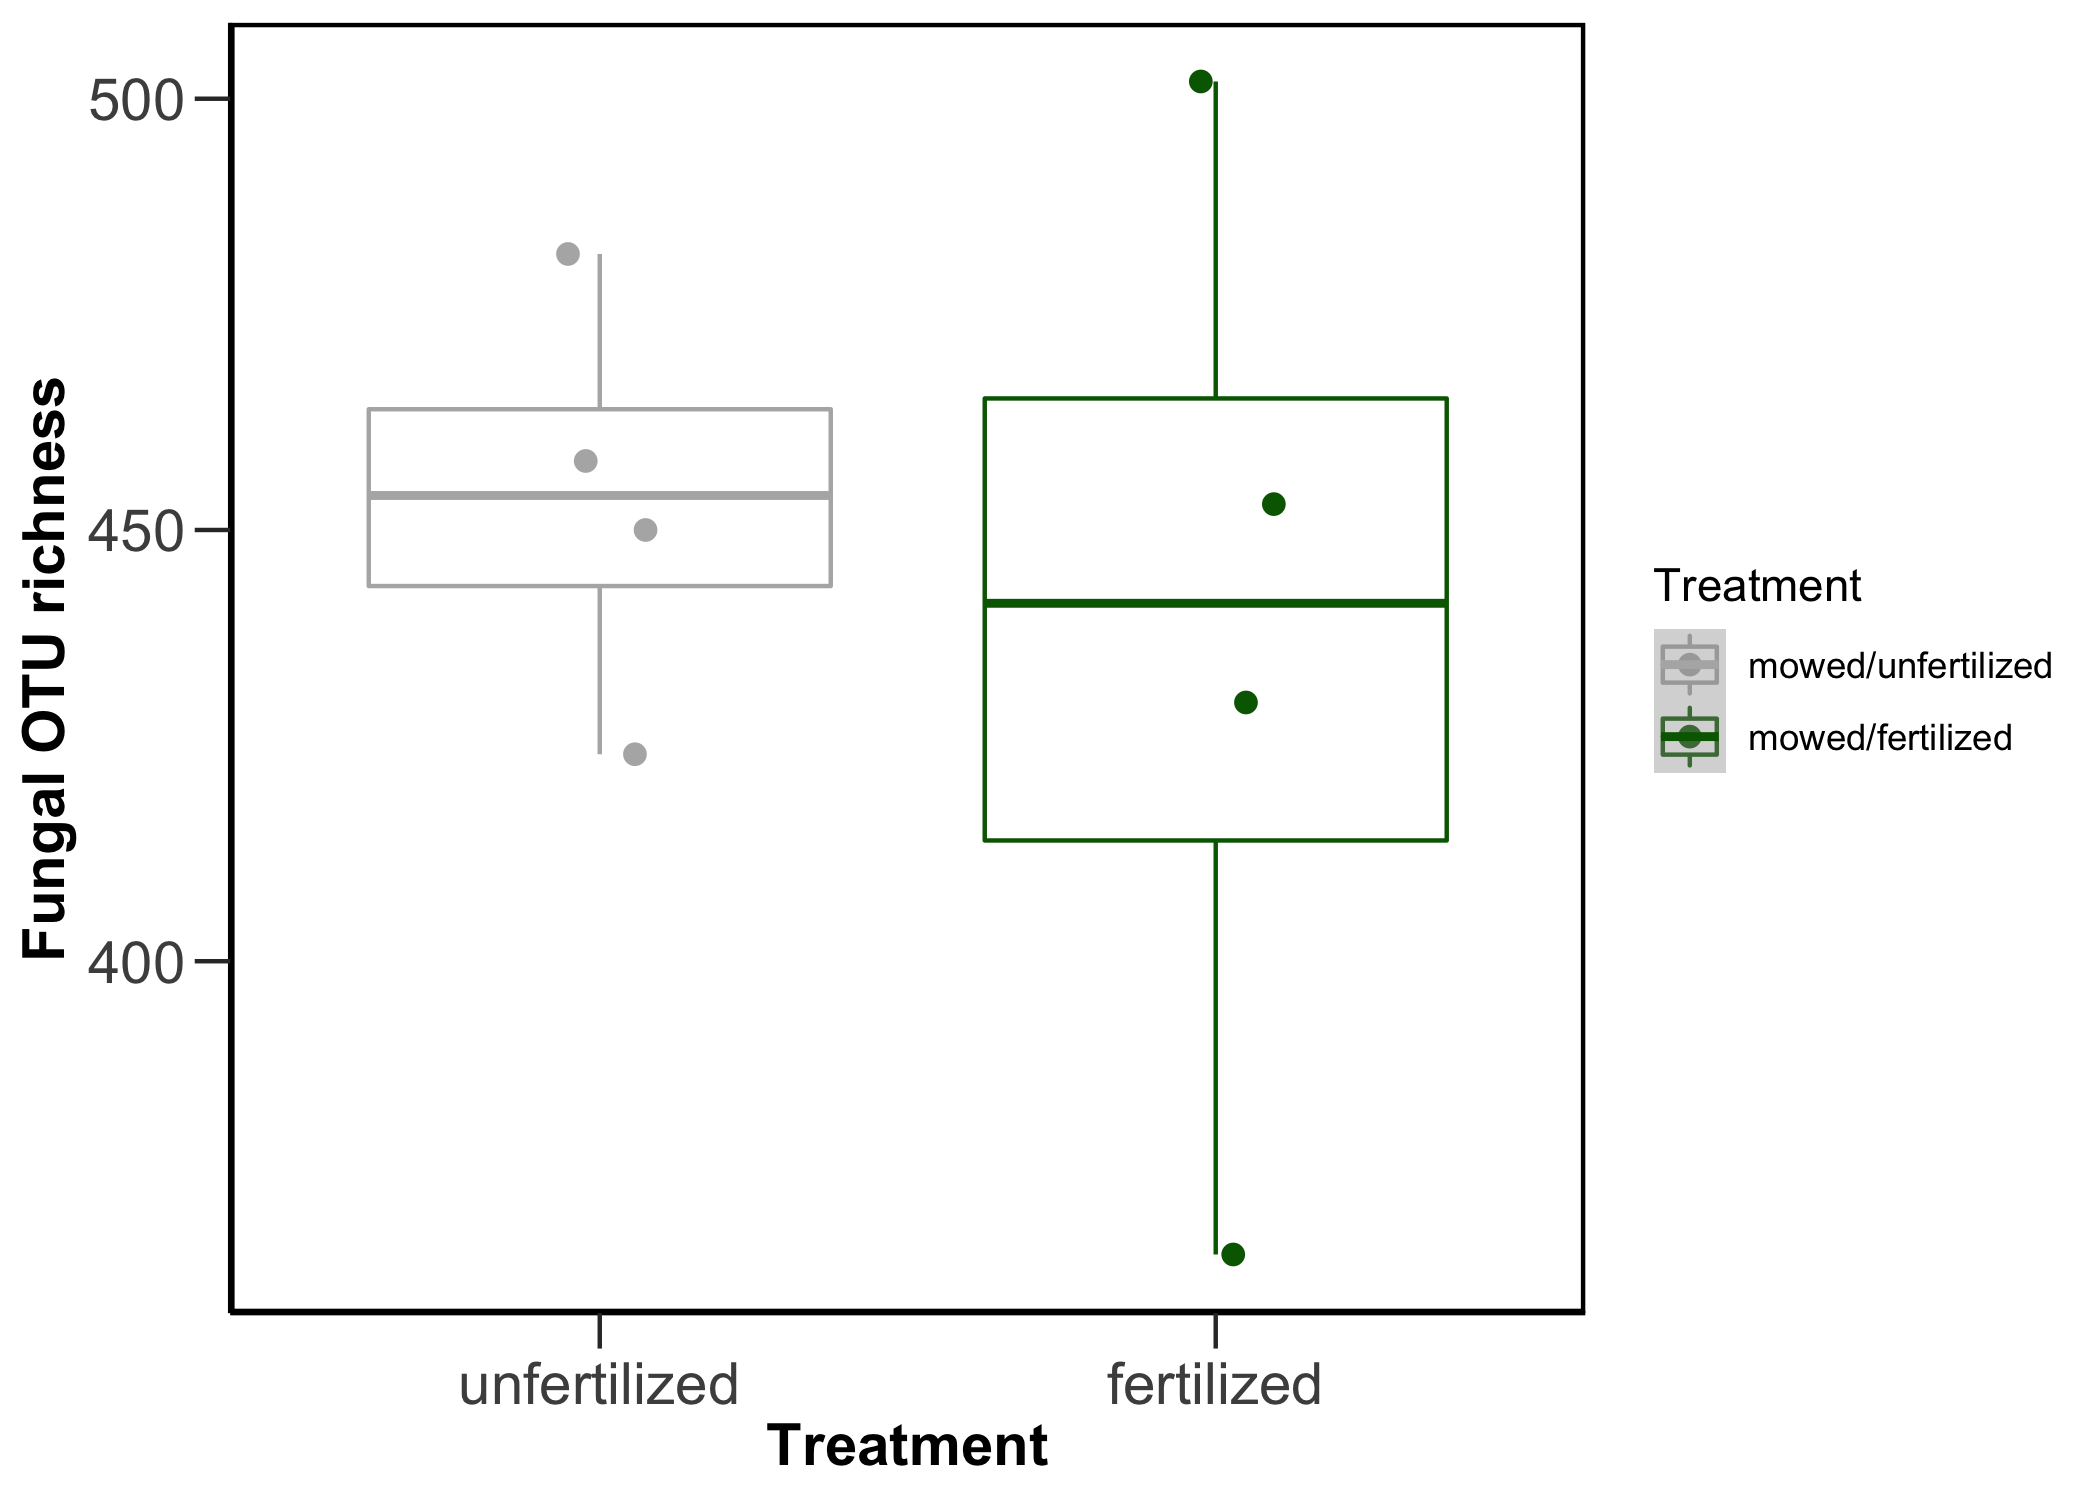 Fungal OTU richness
500
450
400
unfertilized
fertilized
Treatment
Treatment
mowed/unfertilized
mowed/fertilized